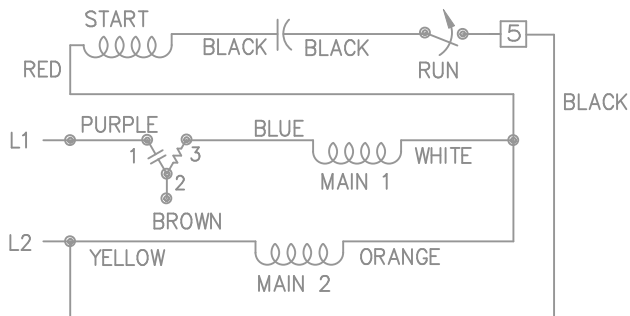 START
BLACK
BLACK
5
RED
RUN
BLACK
L1
PURPLE
BLUE
1
3
2
WHITE
MAIN 1
BROWN
L2
YELLOW
ORANGE
MAIN 2